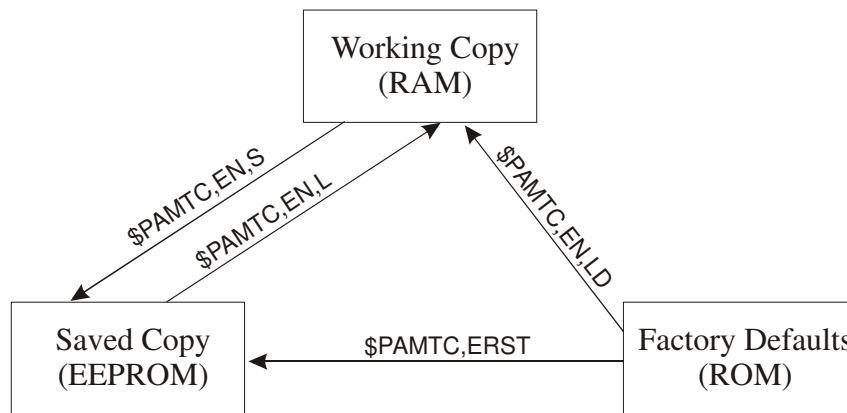 Working Copy
(RAM)
$PAMTC,EN,S
$PAMTC,EN,L
$PAMTC,EN,LD
Saved Copy
(EEPROM)
$PAMTC,ERST
Factory Defaults
(ROM)